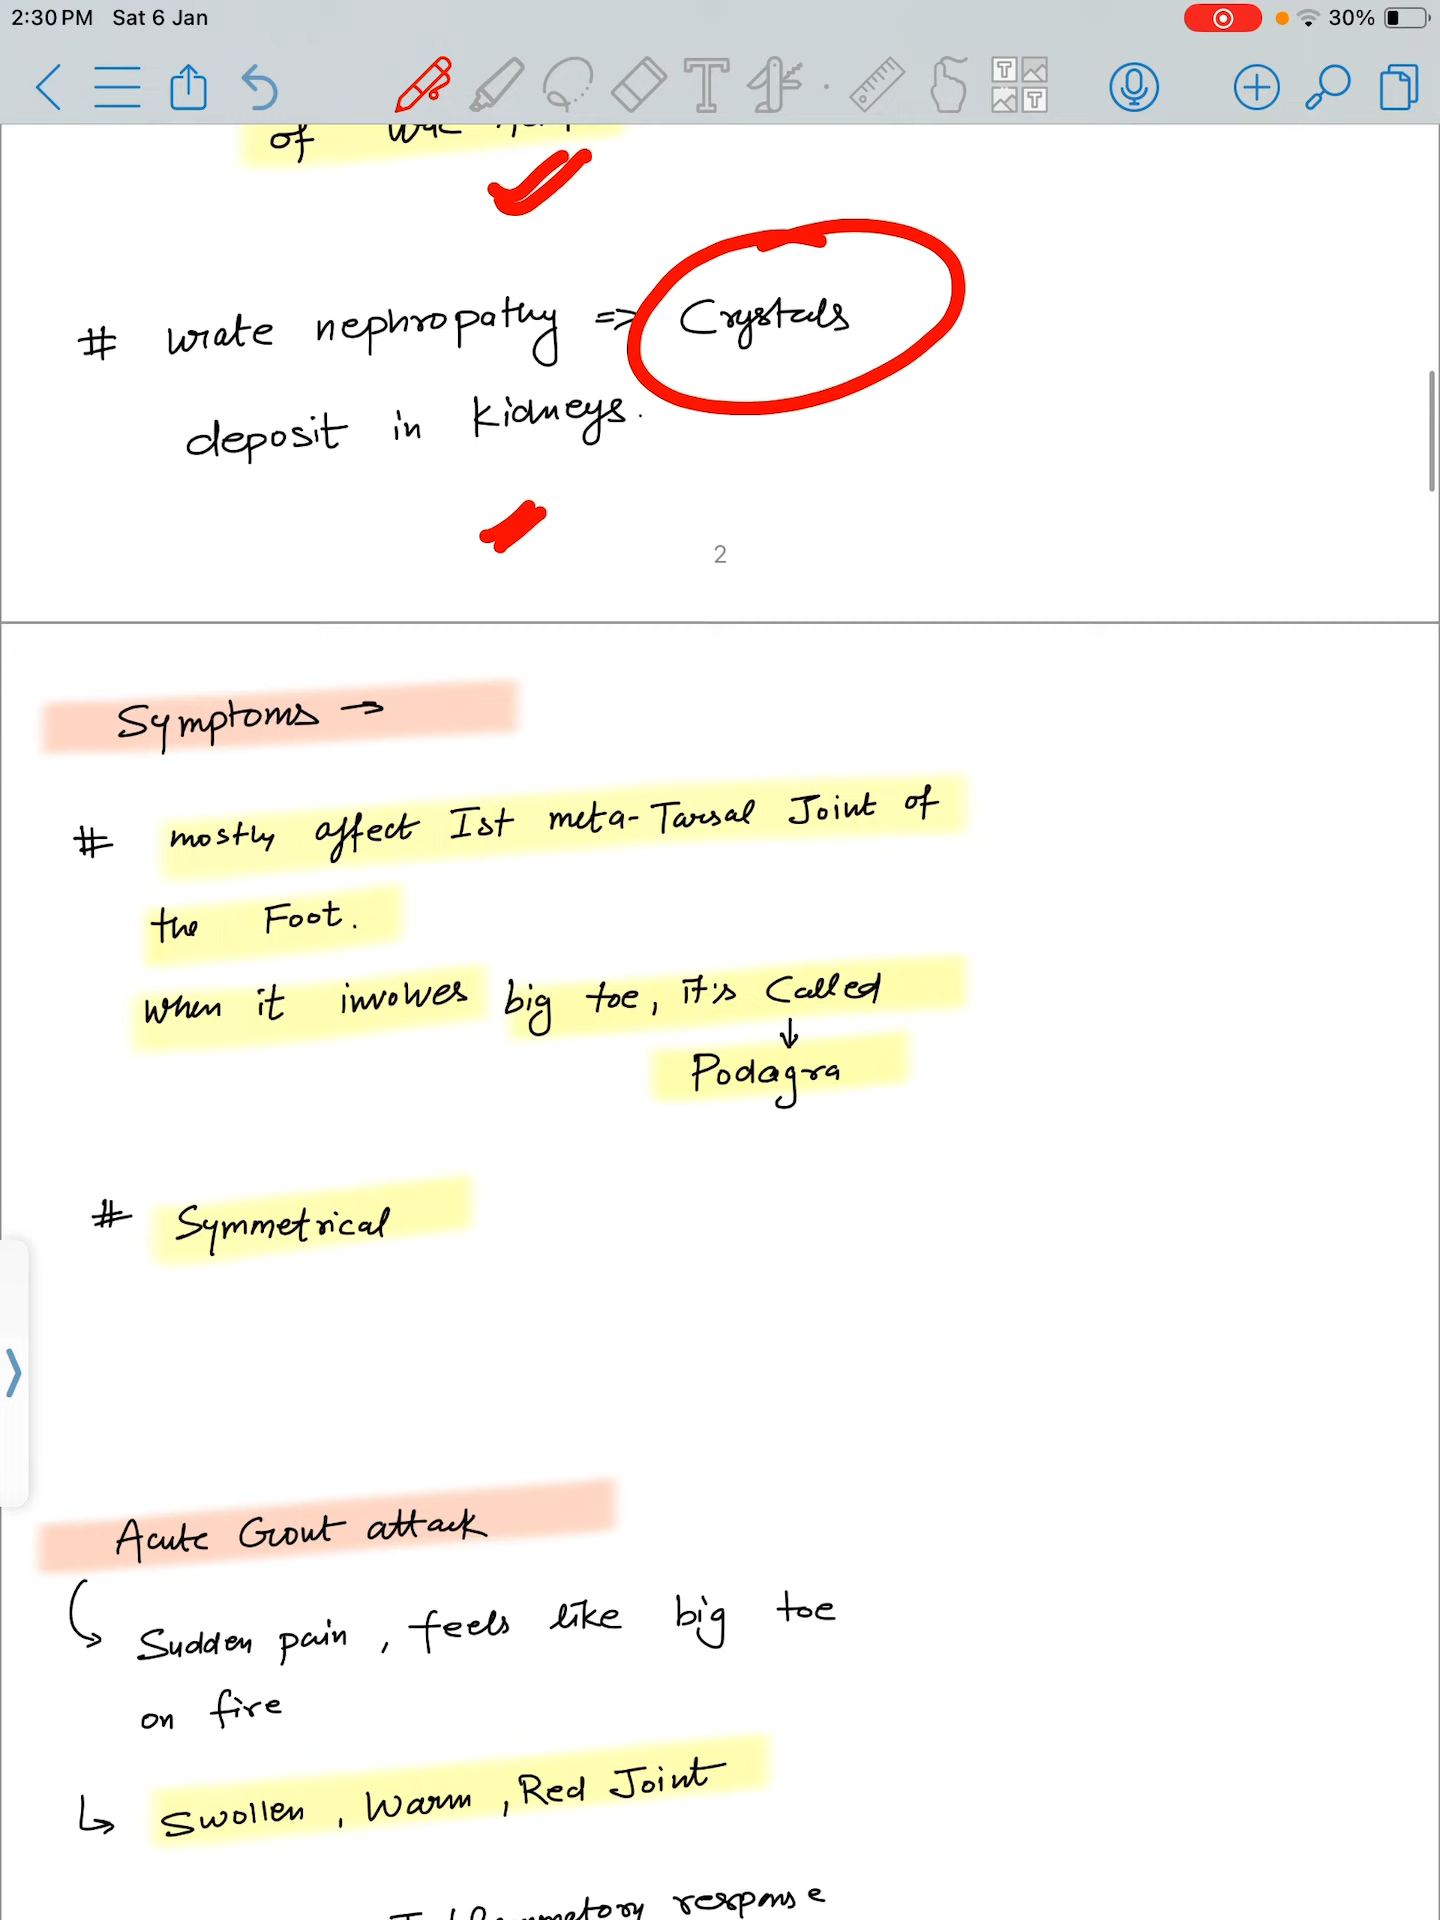 2:30 PM Sat 6 Jan 30%
of
# urate nephropathy => Crystals
deposit in kidneys.
2
Symptoms →
# mostly affect Ist meta-Tarsal Joint of
the Foot.
When it involves big toe, it's Called
↓
Podagra
# Symmetrical
Acute Gout attack
Sudden pain, feels like big toe
on fire
↳ Swollen, Warm, Red Joint
Inflammatory response